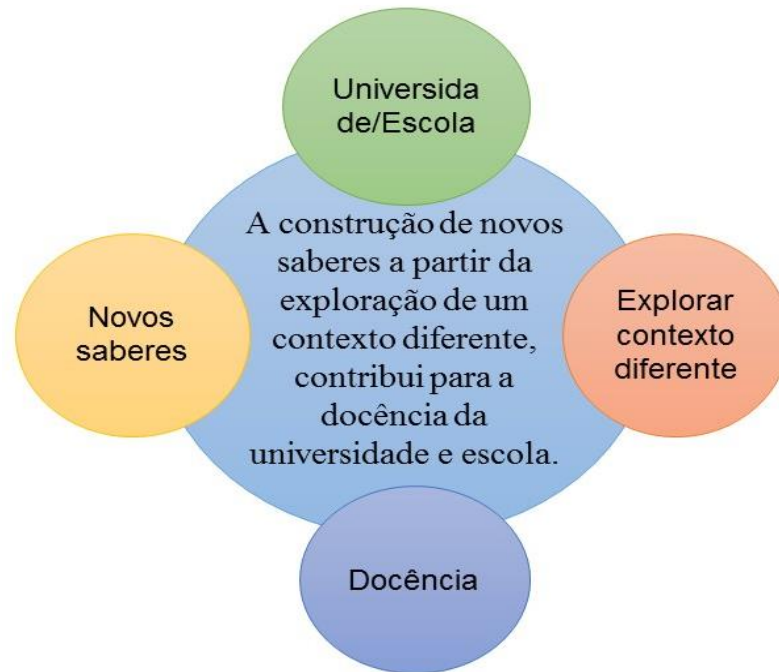 Universida
de/Escola
A construção de novos
saberes a partir da
exploração de um
contexto diferente,
contribui para a
docência da
universidade e escola.
Novos
saberes
Explorar
contexto
diferente
Docência